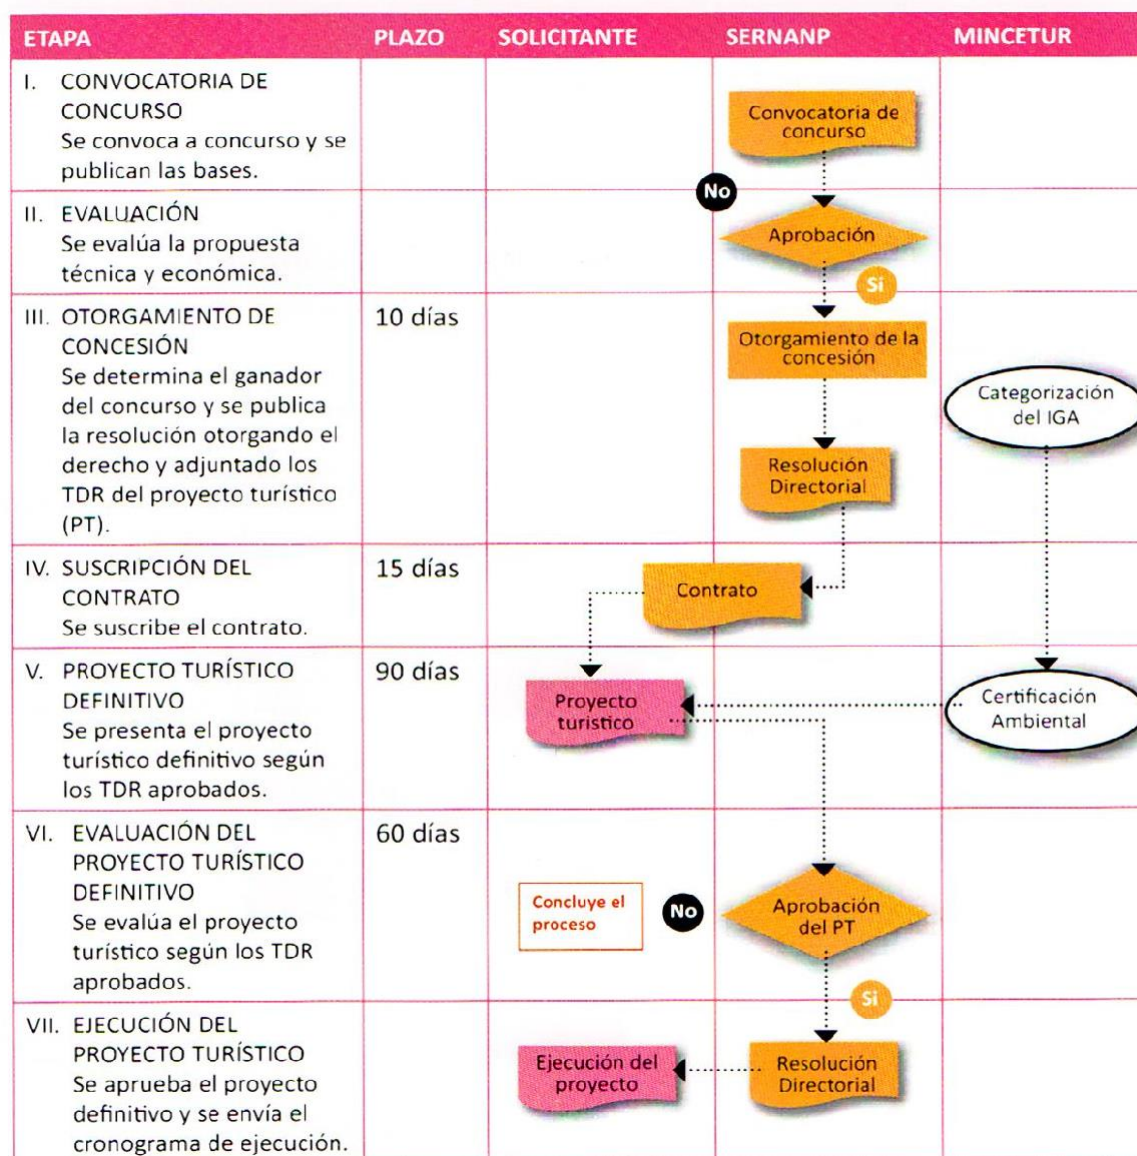 ETAPA PLAZO SOLICITANTE SERNANP MINCETUR
I. CONVOCATORIA DE
CONCURSO
Se convoca a concurso y se
publican las bases.
Convocatoria de
concurso
No
II. EVALUACIÓN
Se evalúa la propuesta
técnica y económica.
Aprobación
Sí
III. OTORGAMIENTO DE
CONCESIÓN
Se determina el ganador
del concurso y se publica
la resolución otorgando el
derecho y adjuntado los
TDR del proyecto turístico
(PT).
10 días
Otorgamiento de la
concesión
Resolución
Directorial
Categorización
del IGA
IV. SUSCRIPCIÓN DEL
CONTRATO
Se suscribe el contrato.
15 días
Contrato
V. PROYECTO TURÍSTICO
DEFINITIVO
Se presenta el proyecto
turístico definitivo según
los TDR aprobados.
90 días
Proyecto
turístico
Certificación
Ambiental
VI. EVALUACIÓN DEL
PROYECTO TURÍSTICO
DEFINITIVO
Se evalúa el proyecto
turístico según los TDR
aprobados.
60 días
Concluye el
proceso
No
Aprobación
del PT
Si
VII. EJECUCIÓN DEL
PROYECTO TURÍSTICO
Se aprueba el proyecto
definitivo y se envía el
cronograma de ejecución.
Ejecución del
proyecto
Resolución
Directorial